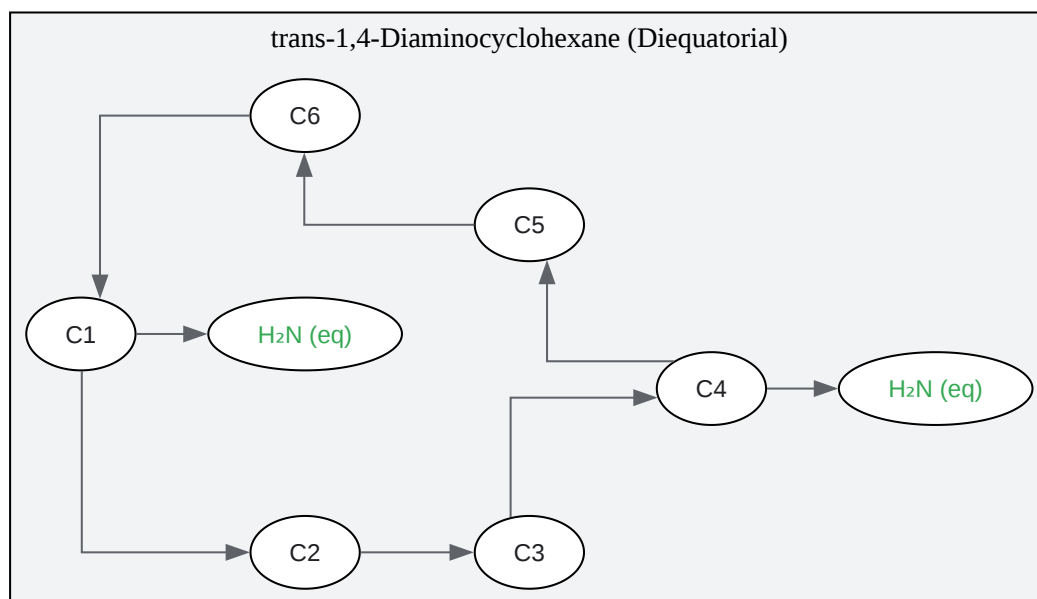 trans-1,4-Diaminocyclohexane (Diequatorial)
C6
C5
C1
H₂N (eq)
C4
H₂N (eq)
C2
C3